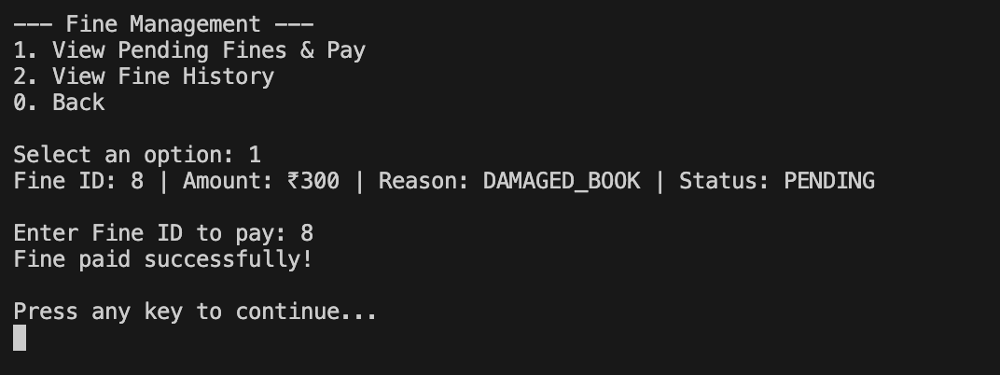 --- Fine Management ---
1. View Pending Fines & Pay
2. View Fine History
0. Back
Select an option: 1
Fine ID: 8 | Amount: ₹300 | Reason: DAMAGED_BOOK | Status: PENDING
Enter Fine ID to pay: 8
Fine paid successfully!
Press any key to continue...